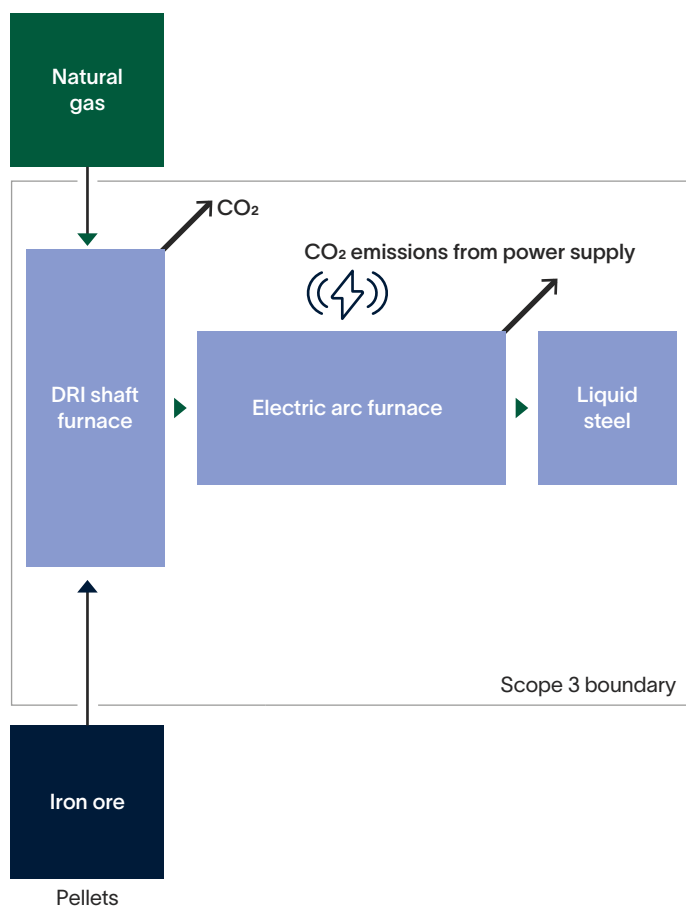 Natural
gas
CO₂
CO₂ emissions from power supply
DRI shaft
furnace
Electric arc furnace
Liquid
steel
Scope 3 boundary
Iron ore
Pellets